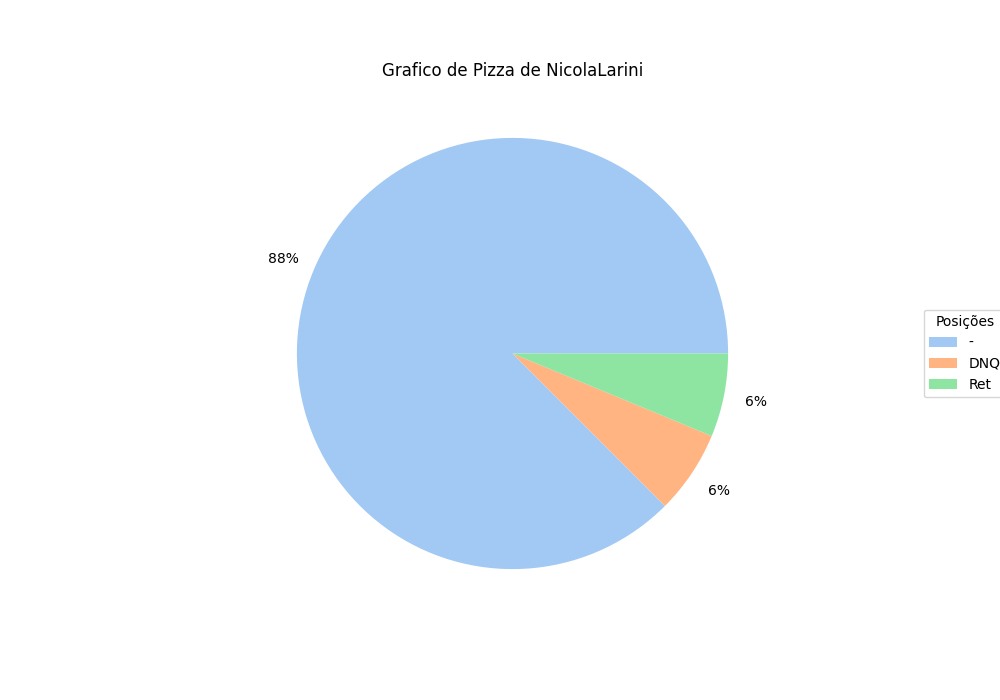 Grafico de Pizza de NicolaLarini
88%
6%
6%
Posições
-
DNQ
Ret